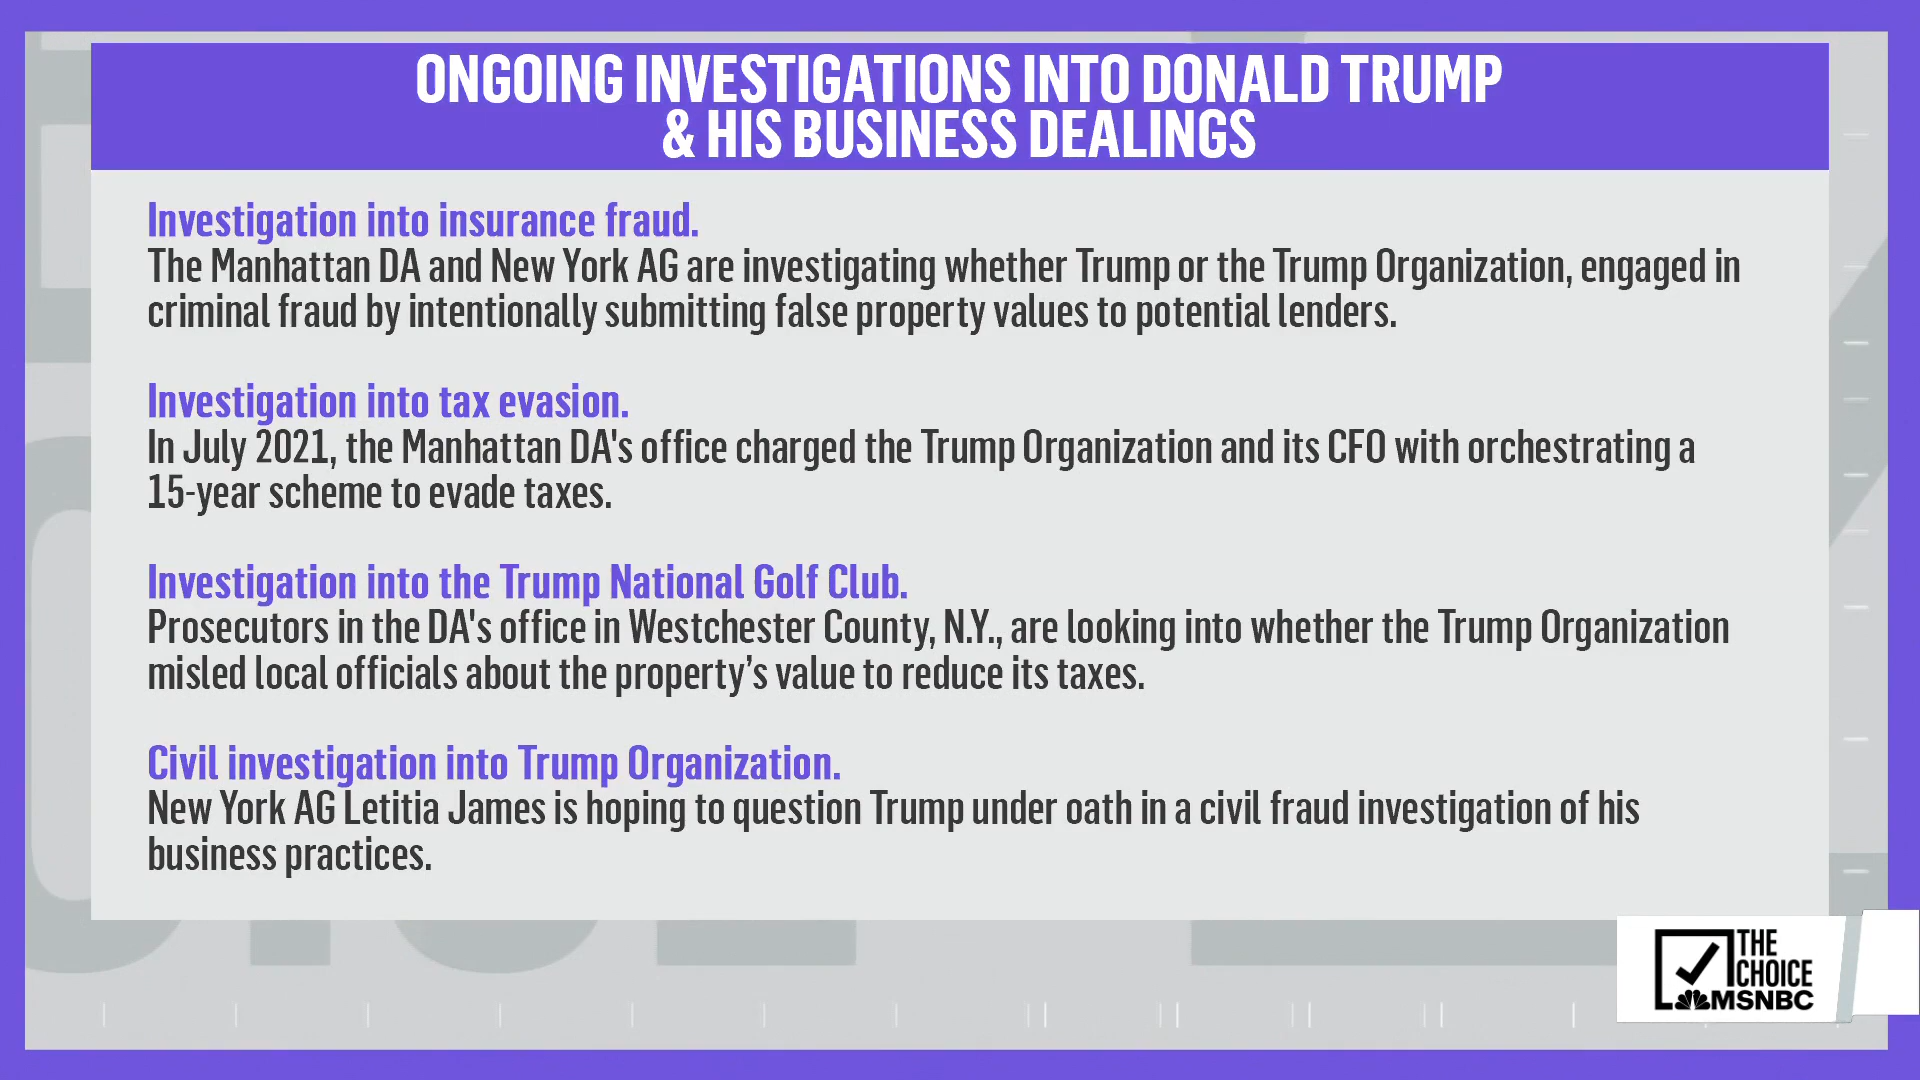 ONGOING INVESTIGATIONS INTO DONALD TRUMP
& HIS BUSINESS DEALINGS
Investigation into insurance fraud.
The Manhattan DA and New York AG are investigating whether Trump or the Trump Organization, engaged in
criminal fraud by intentionally submitting false property values to potential lenders.
Investigation into tax evasion.
In July 2021, the Manhattan DA's office charged the Trump Organization and its CFO with orchestrating a
15-year scheme to evade taxes.
Investigation into the Trump National Golf Club.
Prosecutors in the DA's office in Westchester County, N.Y., are looking into whether the Trump Organization
misled local officials about the property’s value to reduce its taxes.
Civil investigation into Trump Organization.
New York AG Letitia James is hoping to question Trump under oath in a civil fraud investigation of his
business practices.
THE
CHOICE
MSNBC